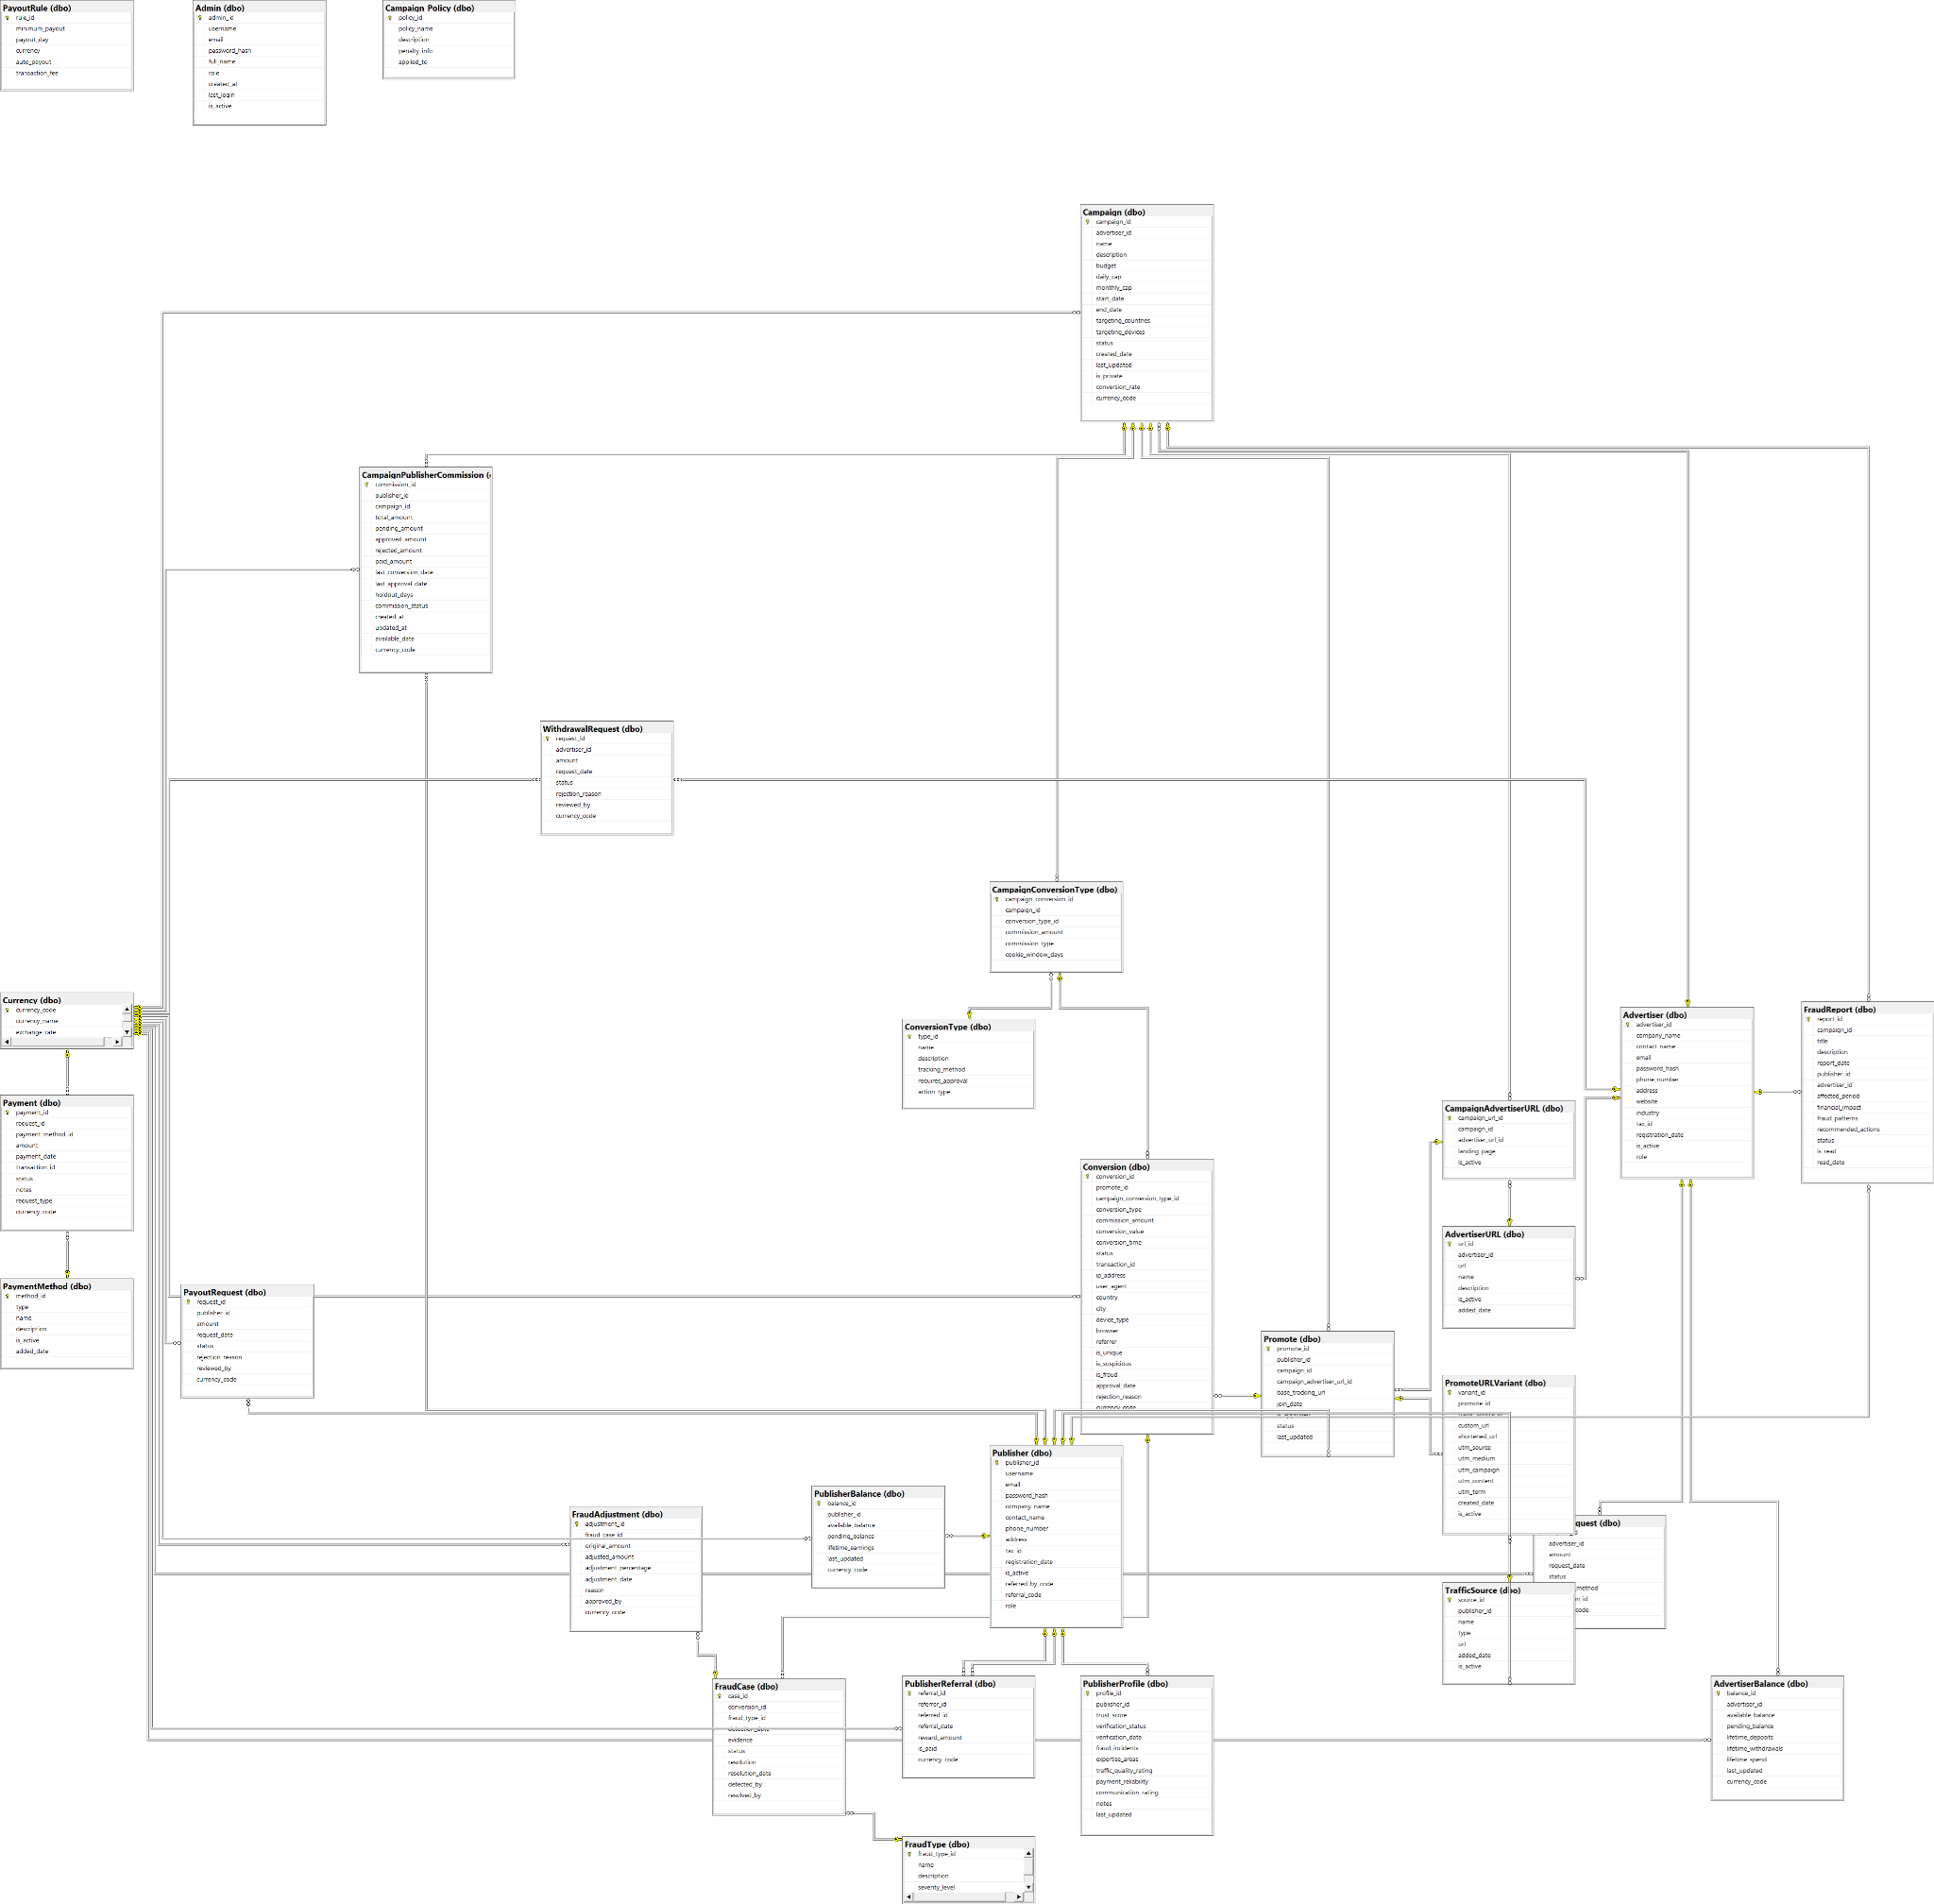 PayoutRule (dbo)
rule_id
minimum_payout
payout_day
currency
auto_payout
transaction_fee
Admin (dbo)
admin_id
username
email
password_hash
full_name
role
created_at
last_login
is_active
Campaign_Policy (dbo)
policy_id
policy_name
description
penalty_info
applied_to
Campaign (dbo)
campaign_id
advertiser_id
name
description
budget
daily_cap
monthly_cap
start_date
end_date
targeting_countries
targeting_devices
status
created_date
last_updated
is_private
conversion_rate
currency_code
CampaignPublisherCommission (
commission_id
publisher_id
campaign_id
total_amount
pending_amount
approved_amount
rejected_amount
paid_amount
last_conversion_date
last_approval_date
holdout_days
commission_status
created_at
updated_at
available_date
currency_code
WithdrawalRequest (dbo)
request_id
advertiser_id
amount
request_date
status
rejection_reason
reviewed_by
currency_code
CampaignConversionType (dbo)
campaign_conversion_id
campaign_id
conversion_type_id
commission_amount
commission_type
cookie_window_days
Currency (dbo)
currency_code
currency_name
exchange_rate
ConversionType (dbo)
type_id
name
description
tracking_method
requires_approval
action_type
Advertiser (dbo)
advertiser_id
company_name
contact_name
email
password_hash
phone_number
address
website
industry
tax_id
registration_date
is_active
role
FraudReport (dbo)
report_id
campaign_id
title
description
report_date
publisher_id
advertiser_id
affected_period
financial_impact
fraud_patterns
recommended_actions
status
is_read
read_date
Payment (dbo)
payment_id
request_id
payment_method_id
amount
payment_date
transaction_id
status
notes
request_type
currency_code
CampaignAdvertiserURL (dbo)
campaign_url_id
campaign_id
advertiser_url_id
landing_page
is_active
Conversion (dbo)
conversion_id
promote_id
campaign_conversion_type_id
conversion_type
commission_amount
conversion_value
conversion_time
status
transaction_id
ip_address
user_agent
country
city
device_type
browser
referrer
is_unique
is_suspicious
is_fraud
approval_date
rejection_reason
currency_code
AdvertiserURL (dbo)
url_id
advertiser_id
url
name
description
is_active
added_date
PaymentMethod (dbo)
method_id
type
name
description
is_active
added_date
PayoutRequest (dbo)
request_id
publisher_id
amount
request_date
status
rejection_reason
reviewed_by
currency_code
Promote (dbo)
promote_id
publisher_id
campaign_id
campaign_advertiser_url_id
base_tracking_url
join_date
status
last_updated
PromoteURLVariant (dbo)
variant_id
promote_id
custom_url
shortened_url
utm_source
utm_medium
utm_campaign
utm_content
utm_term
created_date
is_active
Publisher (dbo)
publisher_id
username
email
password_hash
company_name
contact_name
phone_number
address
tax_id
registration_date
is_active
referred_by_code
referral_code
role
PublisherBalance (dbo)
balance_id
publisher_id
available_balance
pending_balance
lifetime_earnings
last_updated
currency_code
FraudAdjustment (dbo)
adjustment_id
fraud_case_id
original_amount
adjusted_amount
adjustment_percentage
adjustment_date
reason
approved_by
currency_code
quest (dbo)
advertiser_id
amount
request_date
status
method
n_id
code
TrafficSource (dbo)
source_id
publisher_id
name
type
url
added_date
is_active
FraudCase (dbo)
case_id
conversion_id
fraud_type_id
detection_date
evidence
status
resolution
resolution_date
detected_by
resolved_by
PublisherReferral (dbo)
referral_id
referrer_id
referred_id
referral_date
reward_amount
is_paid
currency_code
PublisherProfile (dbo)
profile_id
publisher_id
trust_score
verification_status
verification_date
fraud_incidents
expertise_areas
traffic_quality_rating
payment_reliability
communication_rating
notes
last_updated
AdvertiserBalance (dbo)
balance_id
advertiser_id
available_balance
pending_balance
lifetime_deposits
lifetime_withdrawals
lifetime_spend
last_updated
currency_code
FraudType (dbo)
fraud_type_id
name
description
severity_level